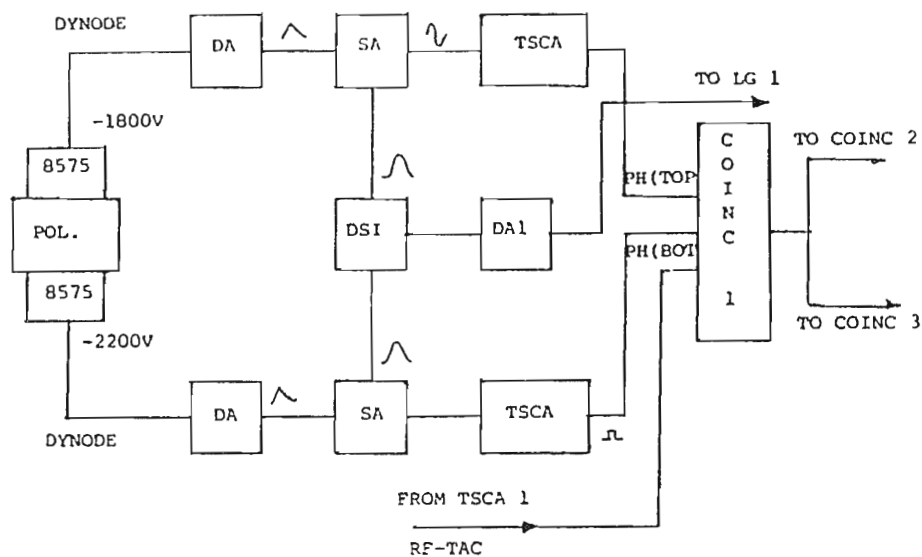 DYNODE
DA
SA
TSCA
TO LG 1
-1800V
8575
POL.
8575
-2200V
DSI
DA1
PH(TOP
PH(BOT
COINC 1
TO COINC 2
TO COINC 3
DA
SA
TSCA
DYNODE
FROM TSCA 1
RF-TAC